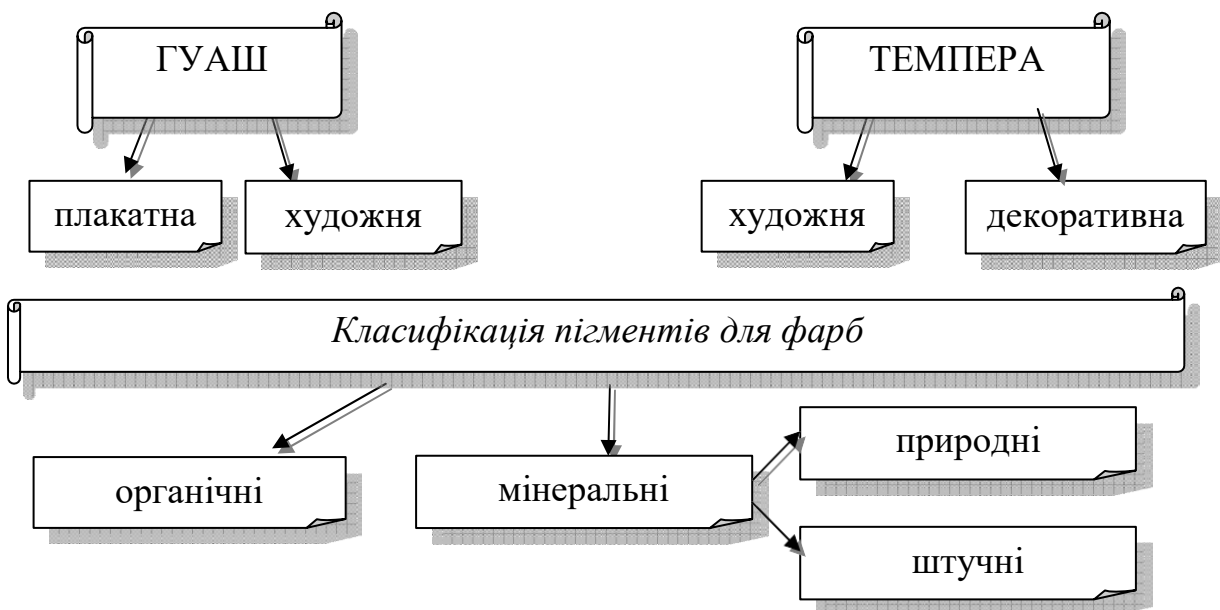 ГУАШ
ТЕМПЕРА
плакатна
художня
художня
декоративна
Класифікація пігментів для фарб
органічні
мінеральні
природні
штучні